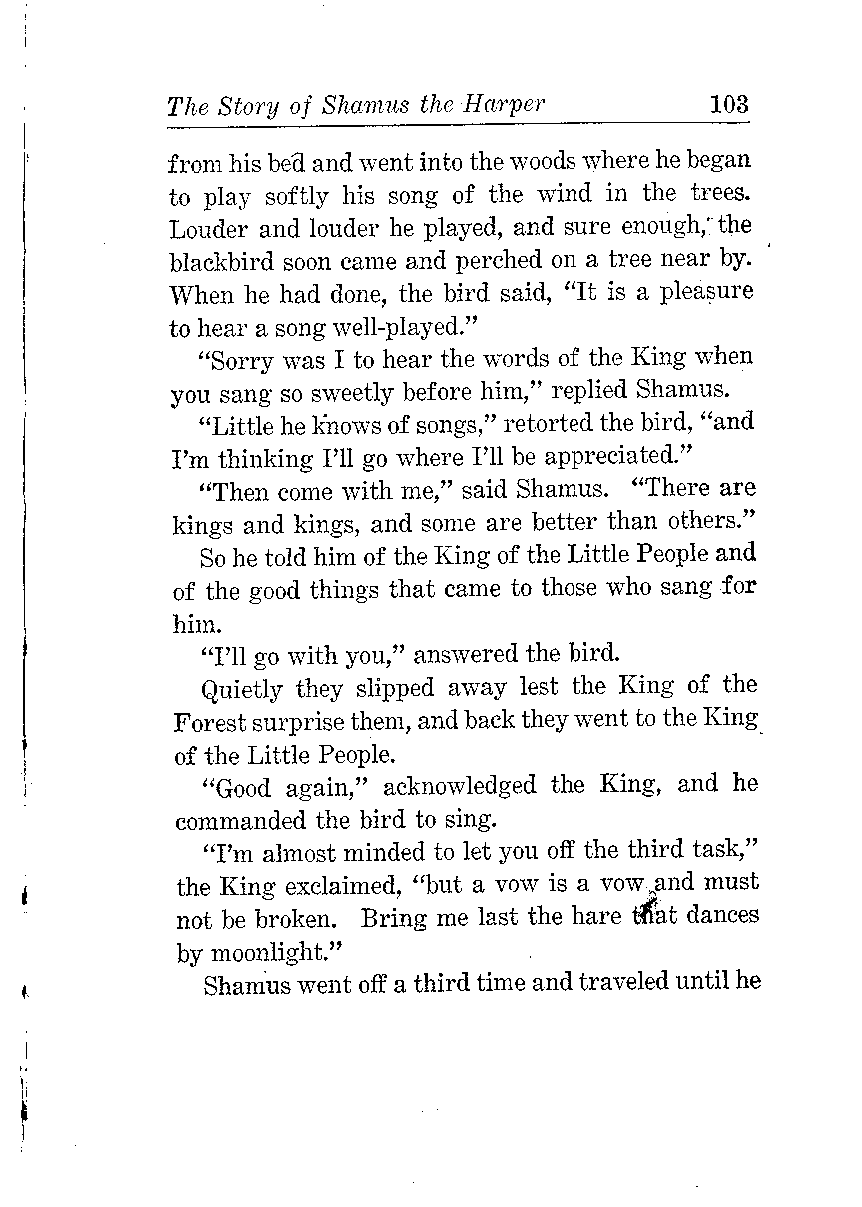 The Story of Shamus the Harper 103
from his bed and went into the woods where he began
to play softly his song of the wind in the trees.
Louder and louder he played, and sure enough, the
blackbird soon came and perched on a tree near by.
When he had done, the bird said, “It is a pleasure
to hear a song well-played.”
“Sorry was I to hear the words of the King when
you sang so sweetly before him,” replied Shamus.
“Little he knows of songs,” retorted the bird, “and
I’m thinking I’ll go where I’ll be appreciated.”
“Then come with me,” said Shamus. “There are
kings and kings, and some are better than others.”
So he told him of the King of the Little People and
of the good things that came to those who sang for
him.
“I’ll go with you,” answered the bird.
Quietly they slipped away lest the King of the
Forest surprise them, and back they went to the King
of the Little People.
“Good again,” acknowledged the King, and he
commanded the bird to sing.
“I’m almost minded to let you off the third task,”
the King exclaimed, “but a vow is a vow and must
not be broken. Bring me last the hare that dances
by moonlight.”
Shamus went off a third time and traveled until he